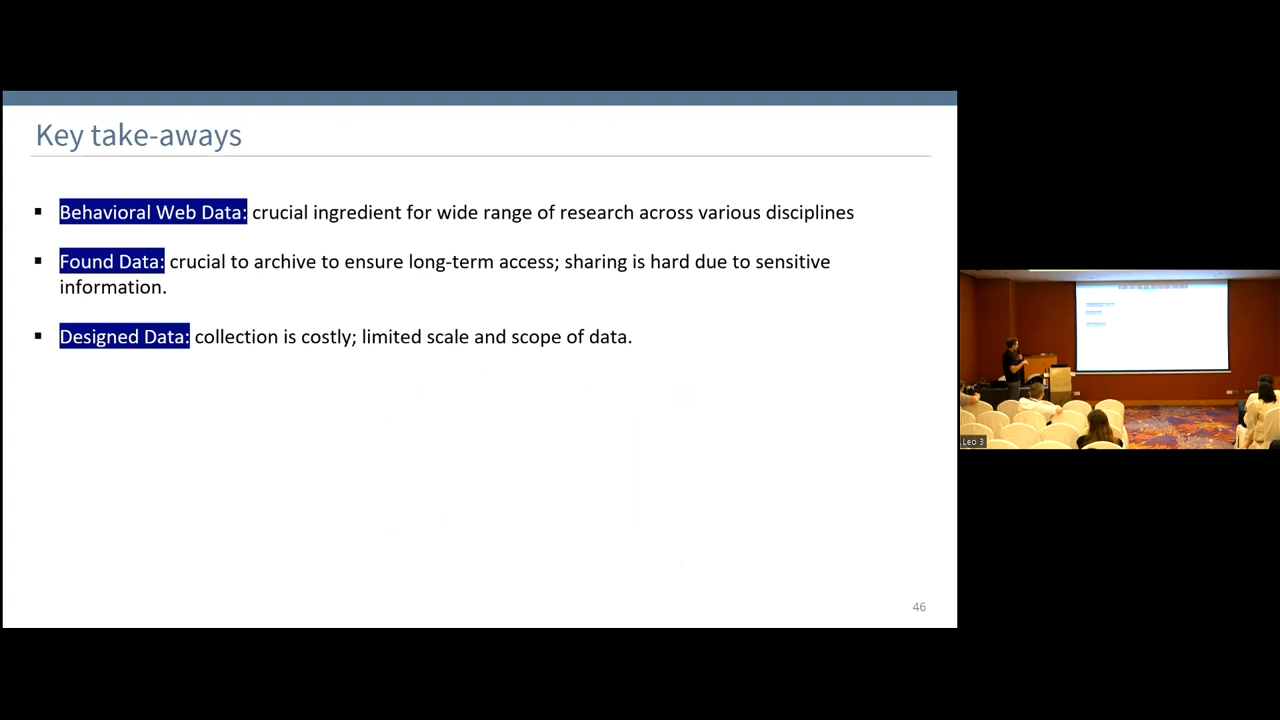 Key take-aways
▪ Behavioral Web Data: crucial ingredient for wide range of research across various disciplines
▪ Found Data: crucial to archive to ensure long-term access; sharing is hard due to sensitive
information.
▪ Designed Data: collection is costly; limited scale and scope of data.
46
Leo 3